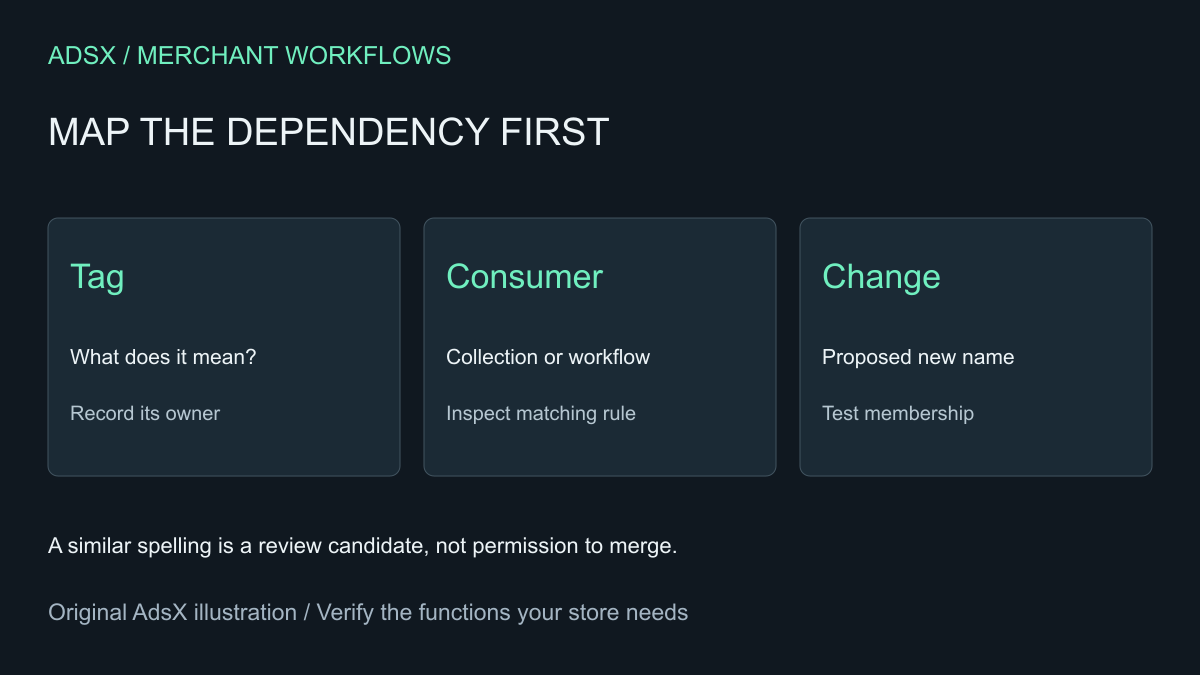 ADSX / MERCHANT WORKFLOWS
MAP THE DEPENDENCY FIRST
Tag
What does it mean?
Record its owner
Consumer
Collection or workflow
Inspect matching rule
Change
Proposed new name
Test membership
A similar spelling is a review candidate, not permission to merge.
Original AdsX illustration / Verify the functions your store needs